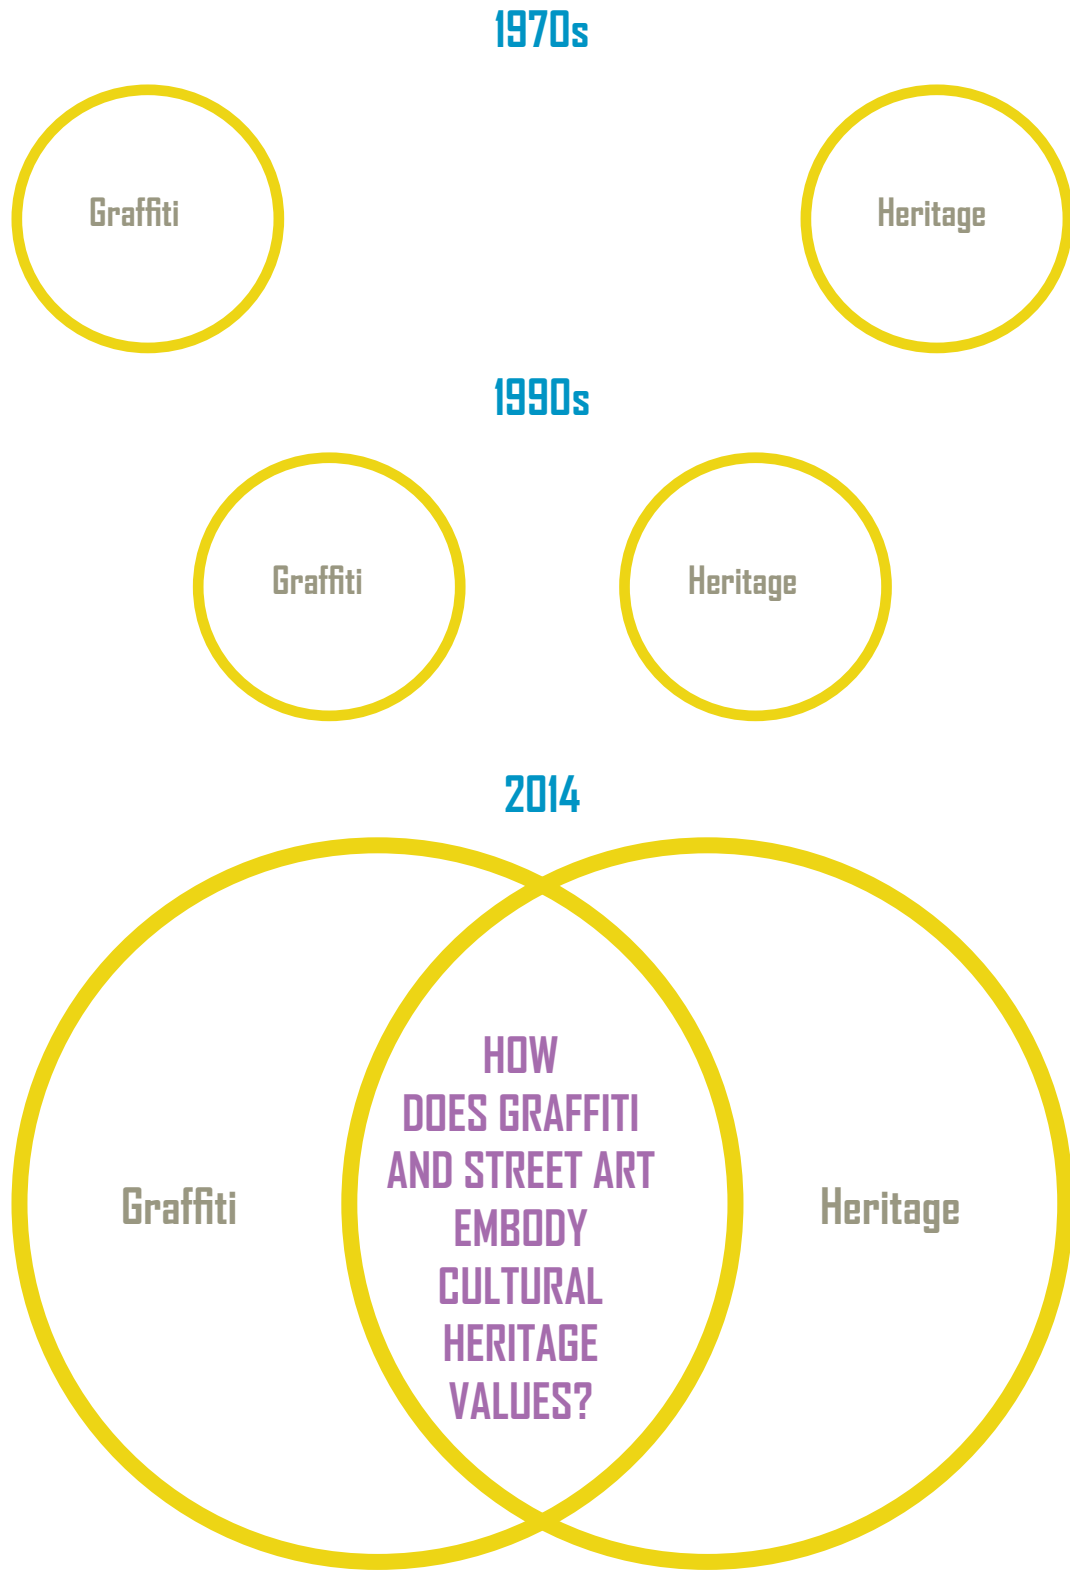 1970s
Graffiti
Heritage
1990s
Graffiti
Heritage
2014
Graffiti
HOW
DOES GRAFFITI
AND STREET ART
EMBODY
CULTURAL
HERITAGE
VALUES?
Heritage